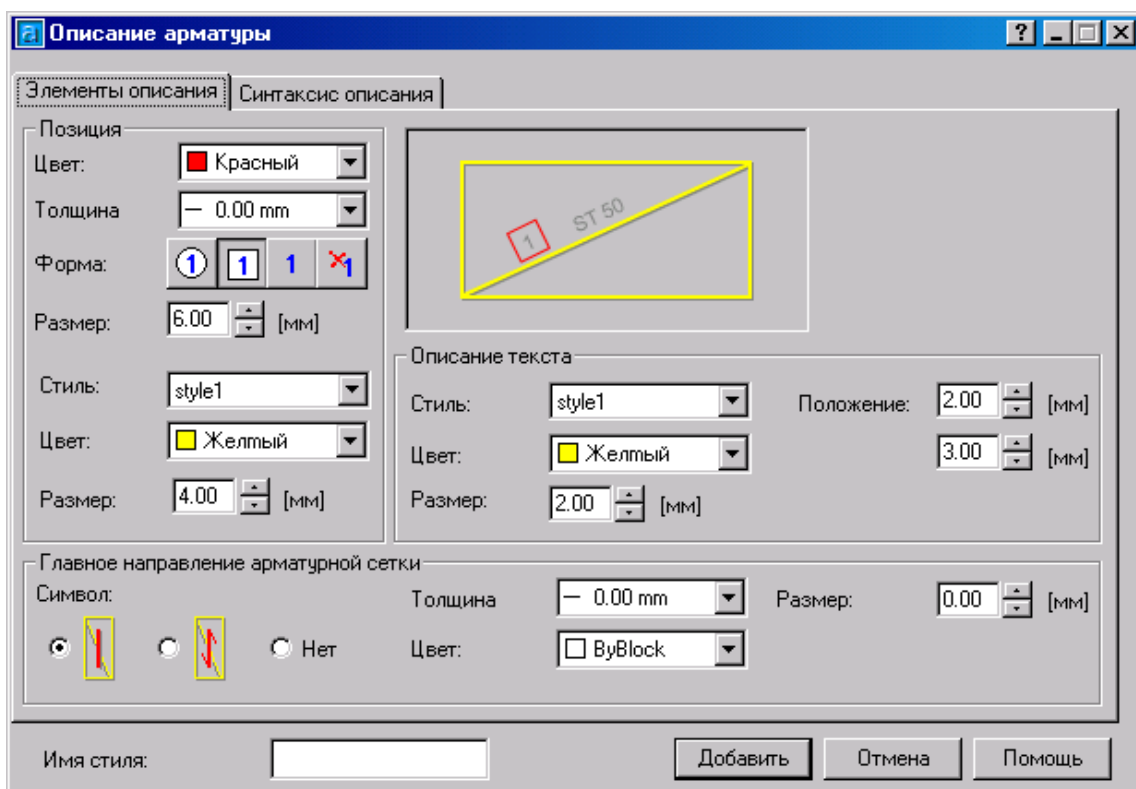 Описание арматуры
Элементы описания
Синтаксис описания
Позиция
Цвет: Красный
Толщина 0.00 mm
Форма: 1 1 1 1
Размер: 6.00 [мм]
Стиль: style1
Цвет: Желтый
Размер: 4.00 [мм]
1 ST 50
Описание текста
Стиль: style1 Положение: 2.00 [мм]
Цвет: Желтый 3.00 [мм]
Размер: 2.00 [мм]
Главное направление арматурной сетки
Символ: Толщина 0.00 mm Размер: 0.00 [мм]
Нет Цвет: ByBlock
Имя стиля: Добавить Отмена Помощь